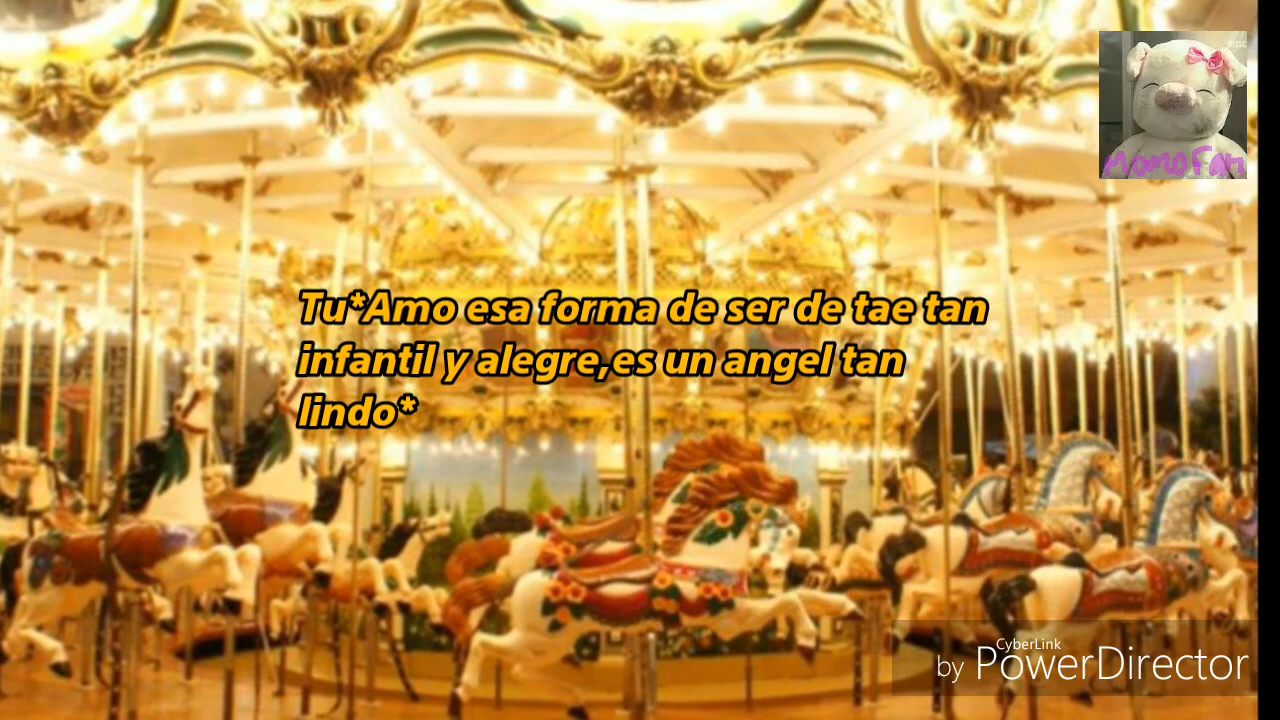 MomoFan
Tu*Amo esa forma de ser de tae tan
infantil y alegre,es un angel tan
lindo*
CyberLink
by PowerDirector